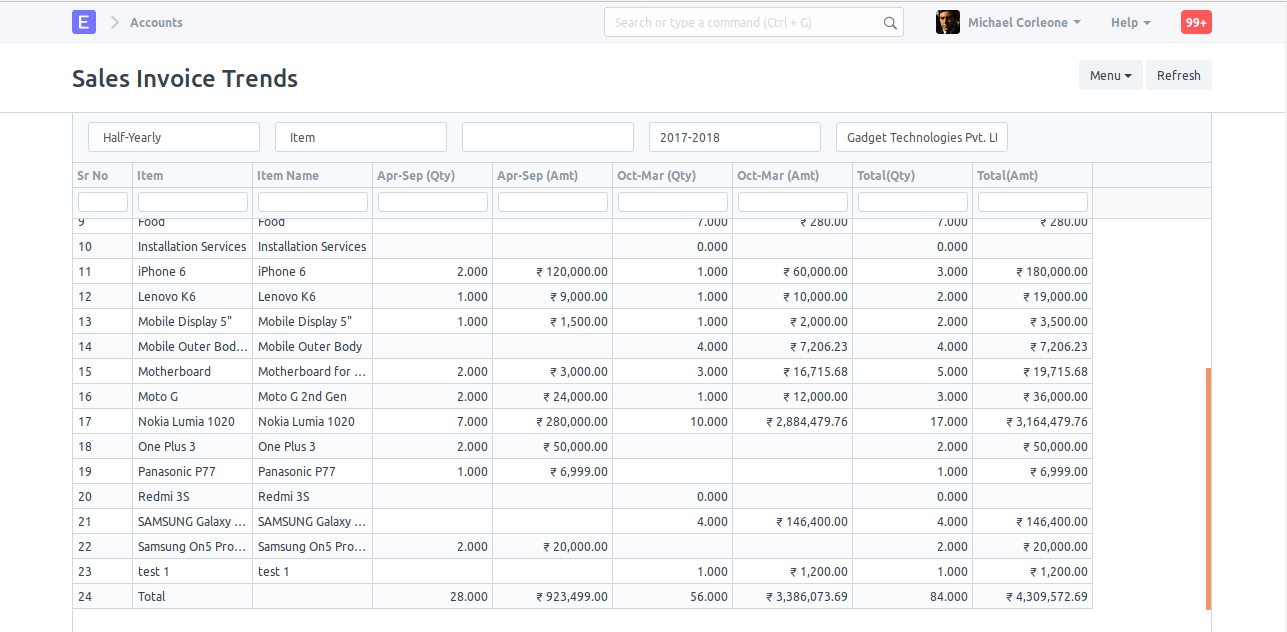 E Accounts Search or type a command (Ctrl + G) Michael Corleone Help 99+
Sales Invoice Trends Menu Refresh
Half-Yearly Item 2017-2018 Gadget Technologies Pvt. Lt
Sr No Item Item Name Apr-Sep (Qty) Apr-Sep (Amt) Oct-Mar (Qty) Oct-Mar (Amt) Total(Qty) Total(Amt)
9 Food Food 7.000 ₹ 280.00 7.000 ₹ 280.00
10 Installation Services Installation Services 0.000 0.000
11 iPhone 6 iPhone 6 2.000 ₹ 120,000.00 1.000 ₹ 60,000.00 3.000 ₹ 180,000.00
12 Lenovo K6 Lenovo K6 1.000 ₹ 9,000.00 1.000 ₹ 10,000.00 2.000 ₹ 19,000.00
13 Mobile Display 5" Mobile Display 5" 1.000 ₹ 1,500.00 1.000 ₹ 2,000.00 2.000 ₹ 3,500.00
14 Mobile Outer Bod... Mobile Outer Body 4.000 ₹ 7,206.23 4.000 ₹ 7,206.23
15 Motherboard Motherboard for ... 2.000 ₹ 3,000.00 3.000 ₹ 16,715.68 5.000 ₹ 19,715.68
16 Moto G Moto G 2nd Gen 2.000 ₹ 24,000.00 1.000 ₹ 12,000.00 3.000 ₹ 36,000.00
17 Nokia Lumia 1020 Nokia Lumia 1020 7.000 ₹ 280,000.00 10.000 ₹ 2,884,479.76 17.000 ₹ 3,164,479.76
18 One Plus 3 One Plus 3 2.000 ₹ 50,000.00 2.000 ₹ 50,000.00
19 Panasonic P77 Panasonic P77 1.000 ₹ 6,999.00 1.000 ₹ 6,999.00
20 Redmi 3S Redmi 3S 0.000 0.000
21 SAMSUNG Galaxy ... SAMSUNG Galaxy ... 4.000 ₹ 146,400.00 4.000 ₹ 146,400.00
22 Samsung On5 Pro... Samsung On5 Pro... 2.000 ₹ 20,000.00 2.000 ₹ 20,000.00
23 test 1 test 1 1.000 ₹ 1,200.00 1.000 ₹ 1,200.00
24 Total 28.000 ₹ 923,499.00 56.000 ₹ 3,386,073.69 84.000 ₹ 4,309,572.69